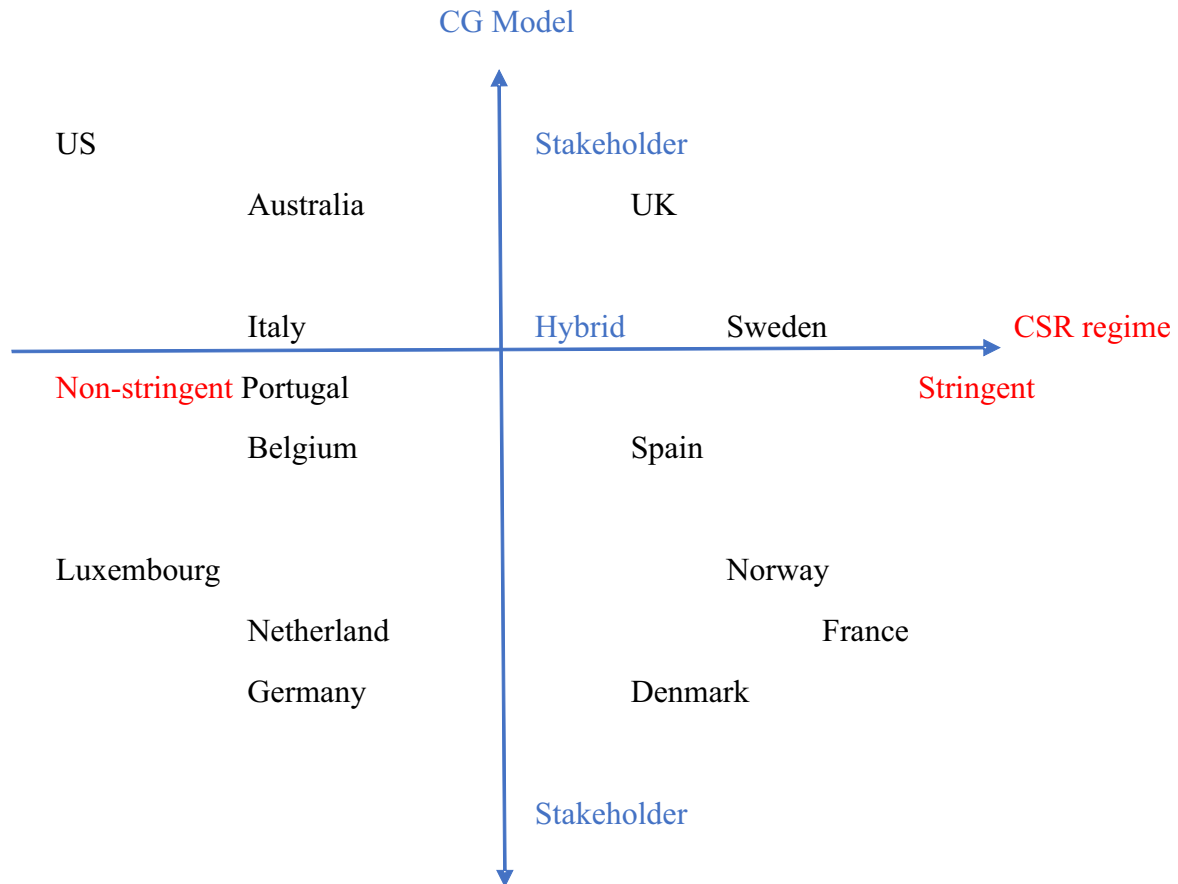 CG Model
US Stakeholder
Australia UK
Italy Hybrid Sweden CSR regime
Non-stringent Portugal Stringent
Belgium Spain
Luxembourg Norway
Netherland France
Germany Denmark
Stakeholder